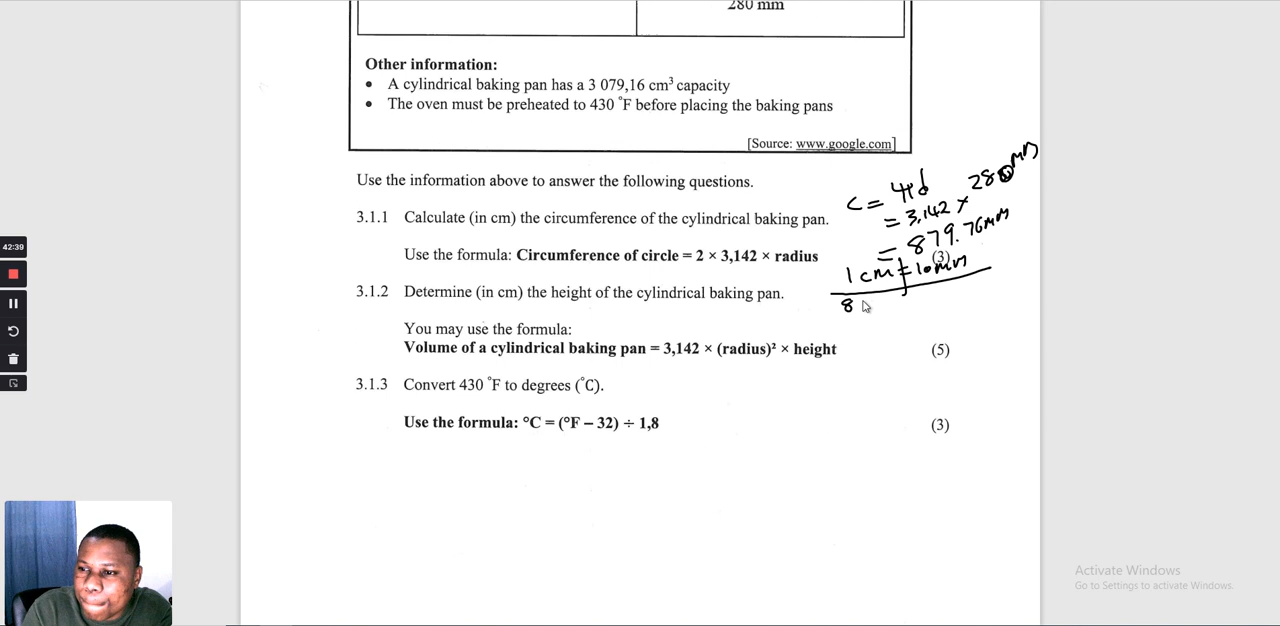 280 mm
Other information:
• A cylindrical baking pan has a 3 079,16 cm³ capacity
• The oven must be preheated to 430 °F before placing the baking pans
[Source: www.google.com]
Use the information above to answer the following questions.
3.1.1 Calculate (in cm) the circumference of the cylindrical baking pan.
Use the formula: Circumference of circle = 2 × 3,142 × radius
(3)
C = πd
= 3,142 × 280 mm
= 879.76mm
1 cm = 10mm
8
3.1.2 Determine (in cm) the height of the cylindrical baking pan.
You may use the formula:
Volume of a cylindrical baking pan = 3,142 × (radius)² × height (5)
3.1.3 Convert 430 °F to degrees (°C).
Use the formula: °C = (°F – 32) ÷ 1,8 (3)
42:39
Activate Windows
Go to Settings to activate Windows.